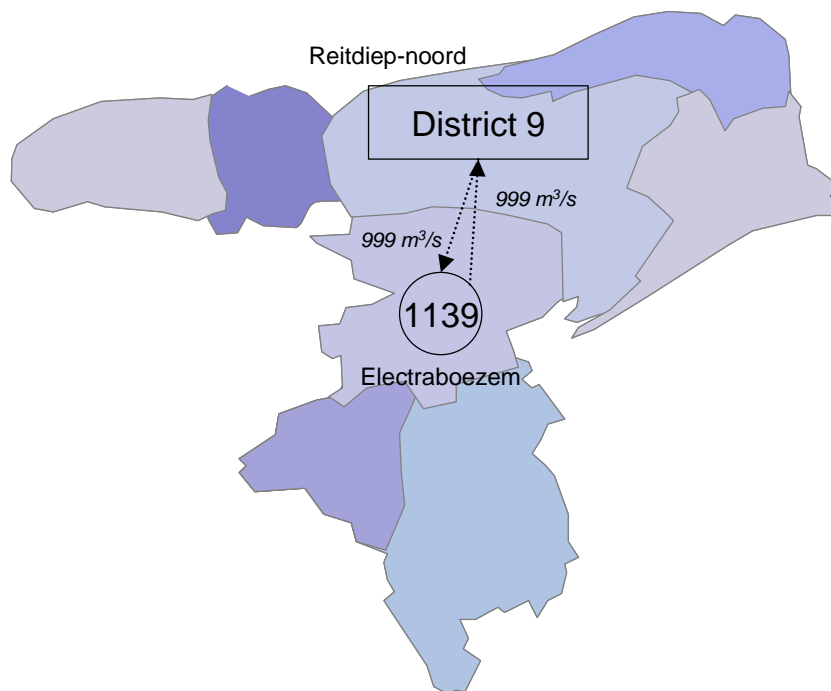 Reitdiep-noord
District 9
999 m³/s
999 m³/s
1139
Electraboezem